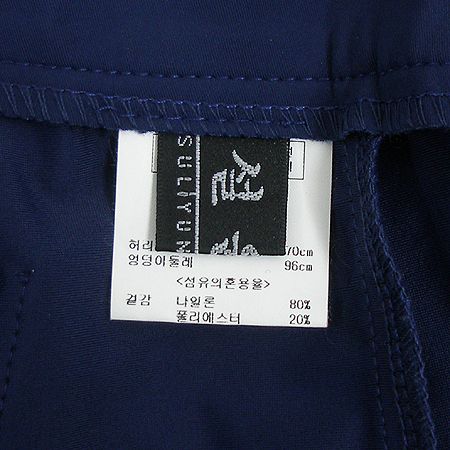 SULIYUN
설
허리 70cm
엉덩이둘레 96cm
<섬유의혼용율>
겉감 나일론 80%
폴리에스터 20%